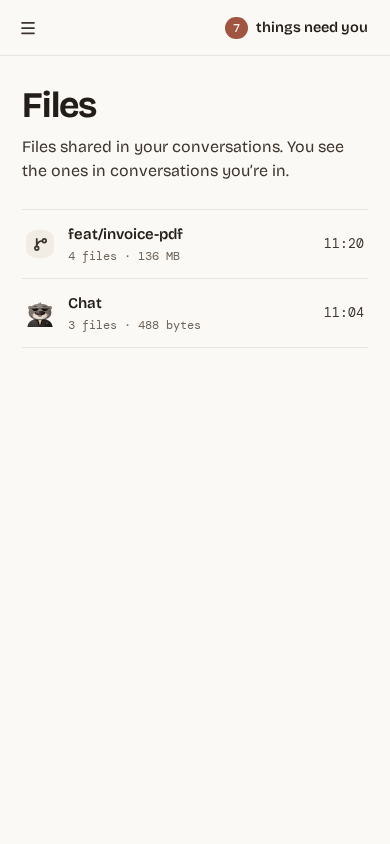 7 things need you
Files
Files shared in your conversations. You see
the ones in conversations you're in.
feat/invoice-pdf
4 files · 136 MB
11:20
Chat
3 files · 488 bytes
11:04